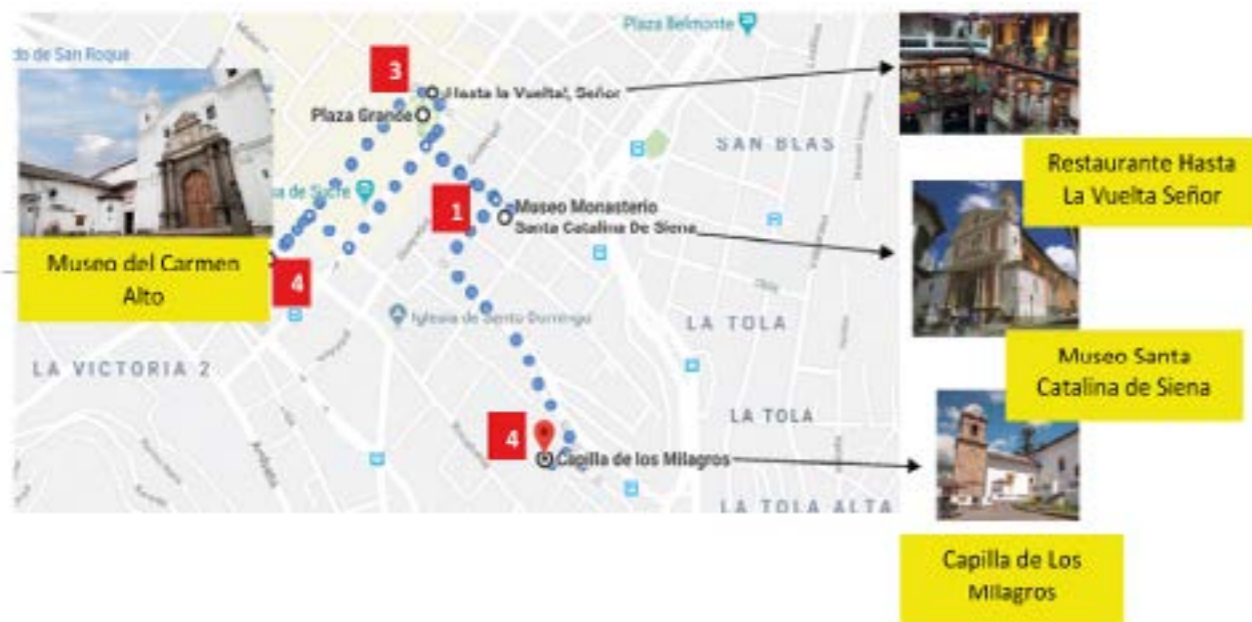 Plaza Belmonte
do de San Roque
3
¡Hasta la Vuelta!, Señor
Plaza Grande
SAN BLAS
Restaurante Hasta
La Vuelta Señor
a de Sucre
1
Museo Monasterio
Santa Catalina De Siena
Museo del Carmen
Alto
4
Iglesia de Santo Domingo
LA TOLA
LA VICTORIA 2
Museo Santa
Catalina de Siena
LA TOLA
4
Capilla de los Milagros
LA TOLA ALTA
Capilla de Los
Milagros